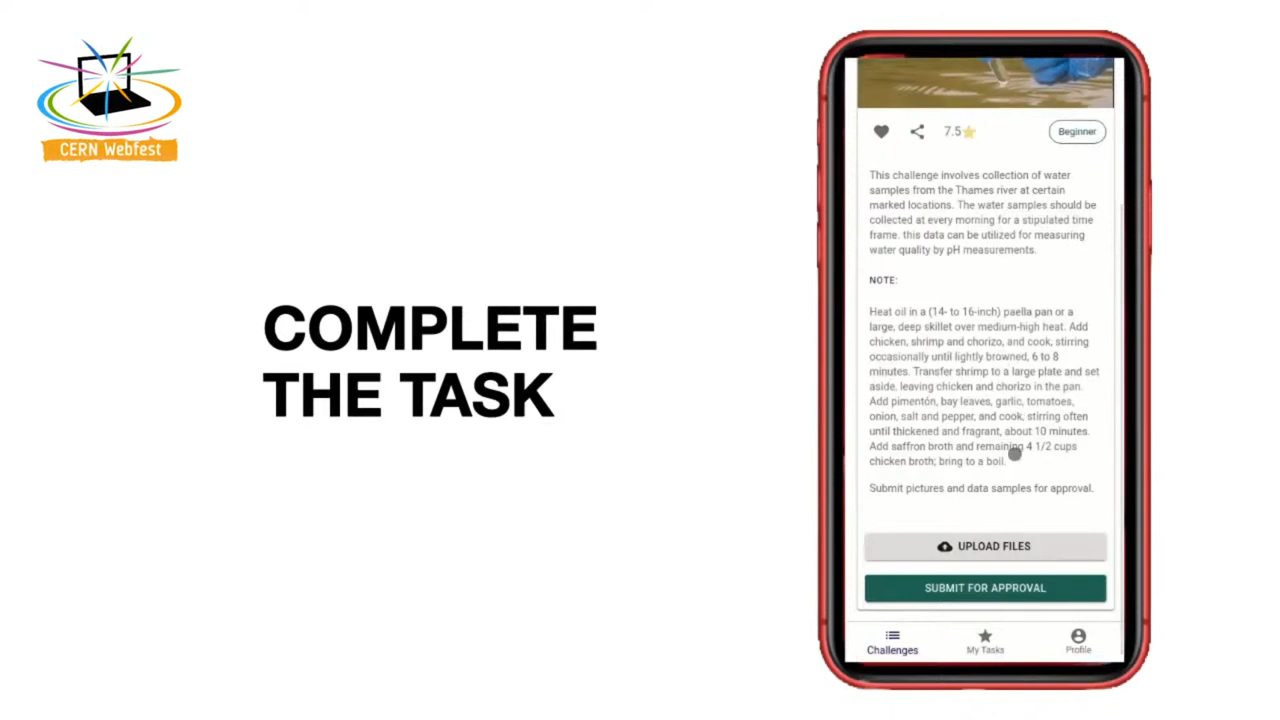 CERN Webfest
COMPLETE
THE TASK
7.5
Beginner
This challenge involves collection of water
samples from the Thames river at certain
marked locations. The water samples should be
collected at every morning for a stipulated time
frame. this data can be utilized for measuring
water quality by pH measurements.
NOTE:
Heat oil in a (14- to 16-inch) paella pan or a
large, deep skillet over medium-high heat. Add
chicken, shrimp and chorizo, and cook, stirring
occasionally until lightly browned, 6 to 8
minutes. Transfer shrimp to a large plate and set
aside, leaving chicken and chorizo in the pan.
Add pimentón, bay leaves, garlic, tomatoes,
onion, salt and pepper, and cook, stirring often
until thickened and fragrant, about 10 minutes.
Add saffron broth and remaining 4 1/2 cups
chicken broth; bring to a boil.
Submit pictures and data samples for approval.
UPLOAD FILES
SUBMIT FOR APPROVAL
Challenges
My Tasks
Profile